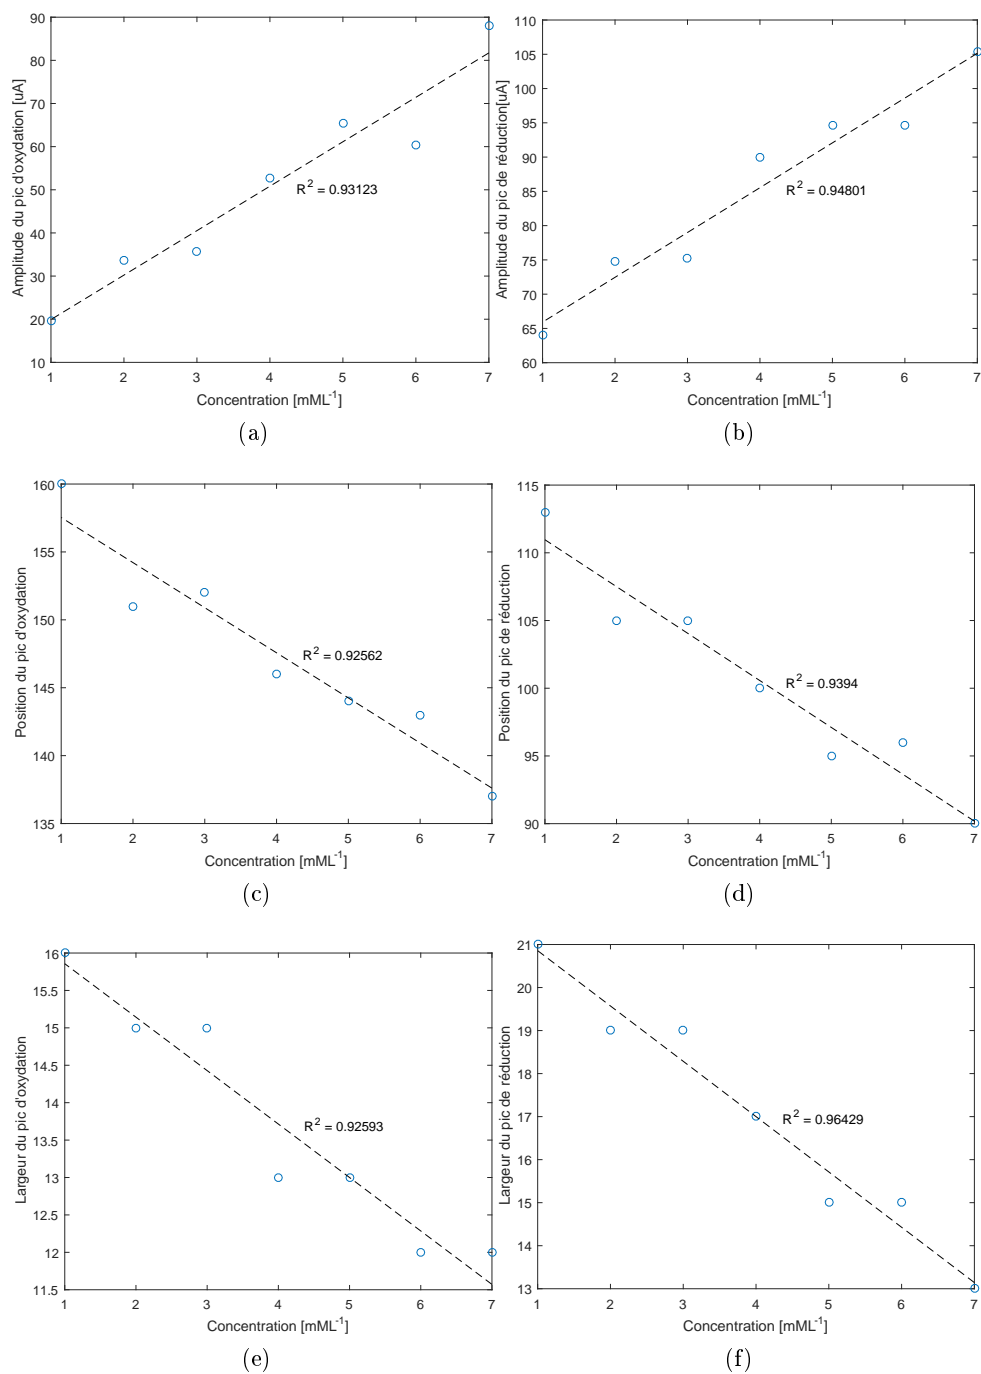 90
80
70
60
50
40
30
20
10
Amplitude du pic d'oxydation [uA]
R² = 0.93123
1 2 3 4 5 6 7
Concentration [mML⁻¹]
(a)
110
105
100
95
90
85
80
75
70
65
60
Amplitude du pic de réduction[uA]
R² = 0.94801
1 2 3 4 5 6 7
Concentration [mML⁻¹]
(b)
160
155
150
145
140
135
Position du pic d'oxydation
R² = 0.92562
1 2 3 4 5 6 7
Concentration [mML⁻¹]
(c)
115
110
105
100
95
90
Position du pic de réduction
R² = 0.9394
1 2 3 4 5 6 7
Concentration [mML⁻¹]
(d)
16
15.5
15
14.5
14
13.5
13
12.5
12
11.5
Largeur du pic d'oxydation
R² = 0.92593
1 2 3 4 5 6 7
Concentration [mML⁻¹]
(e)
21
20
19
18
17
16
15
14
13
Largeur du pic de réduction
R² = 0.96429
1 2 3 4 5 6 7
Concentration [mML⁻¹]
(f)